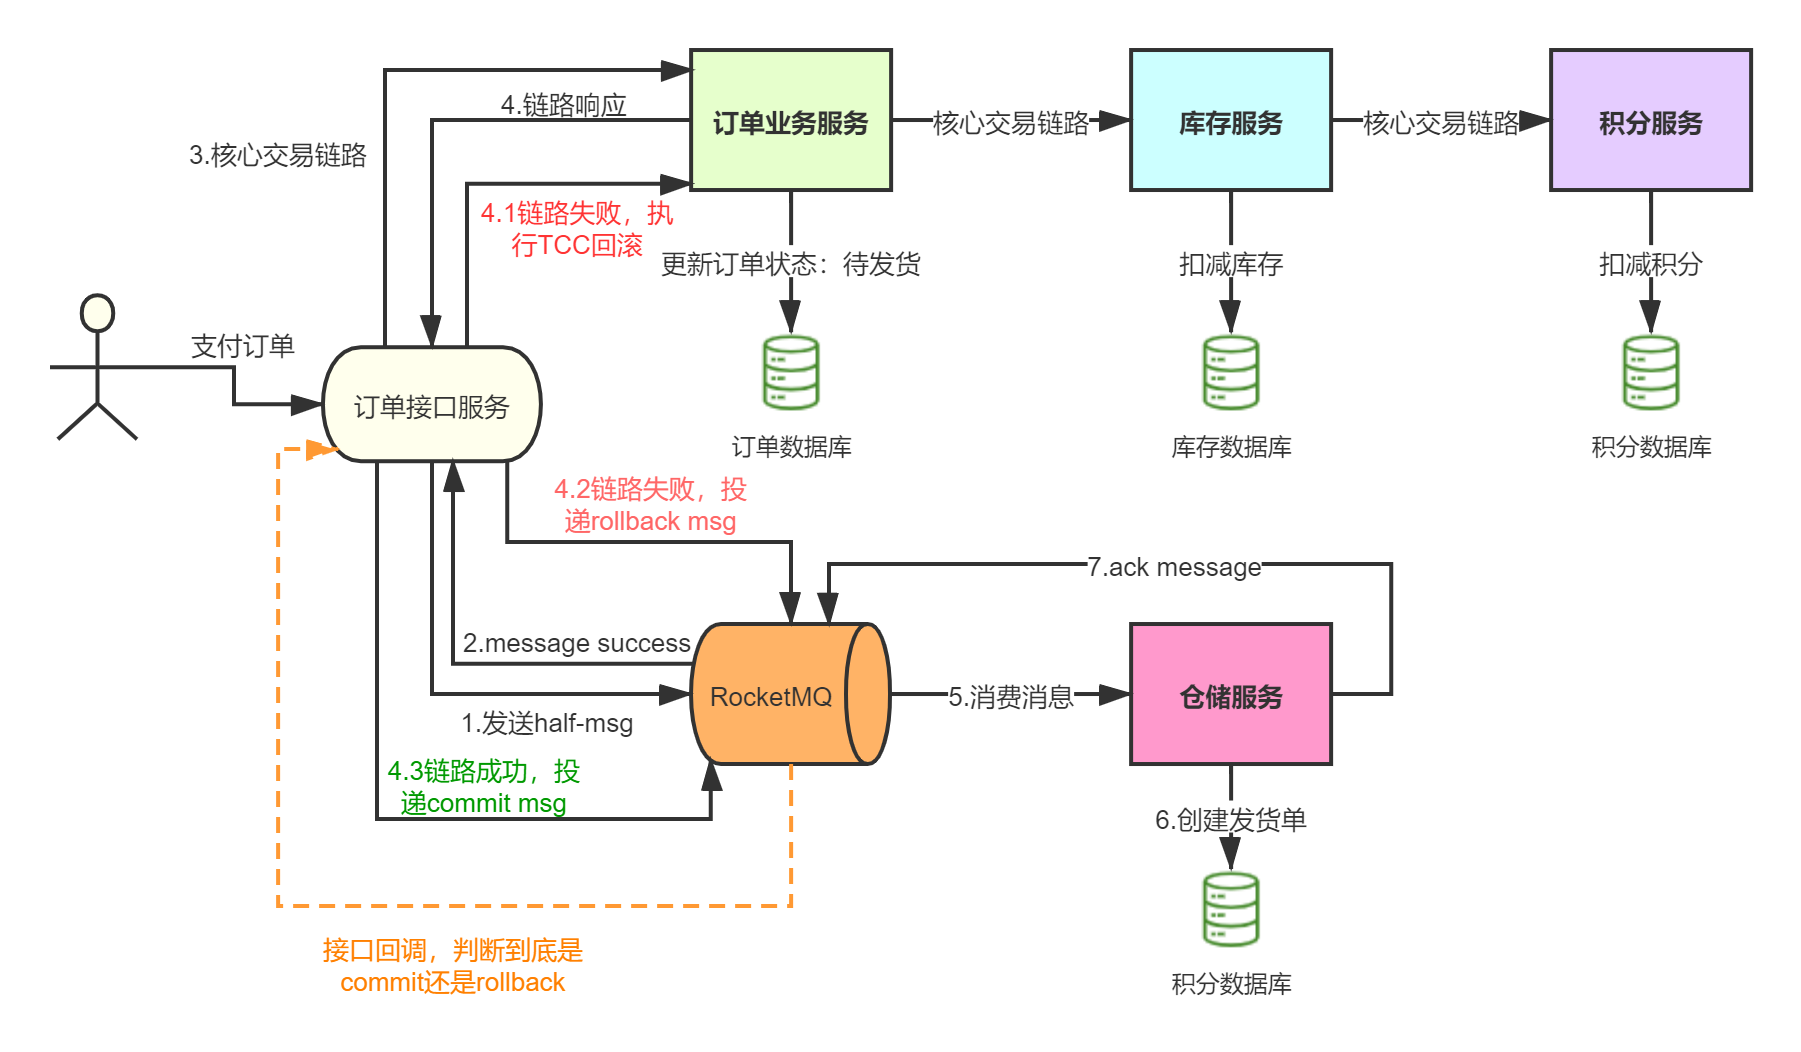 4.链路响应
订单业务服务
核心交易链路
库存服务
核心交易链路
积分服务
3.核心交易链路
4.1链路失败，执
行TCC回滚
更新订单状态：待发货
扣减库存
扣减积分
支付订单
订单接口服务
订单数据库
库存数据库
积分数据库
4.2链路失败，投
递rollback msg
7.ack message
2.message success
RocketMQ
5.消费消息
仓储服务
1.发送half-msg
4.3链路成功，投
递commit msg
6.创建发货单
接口回调，判断到底是
commit还是rollback
积分数据库